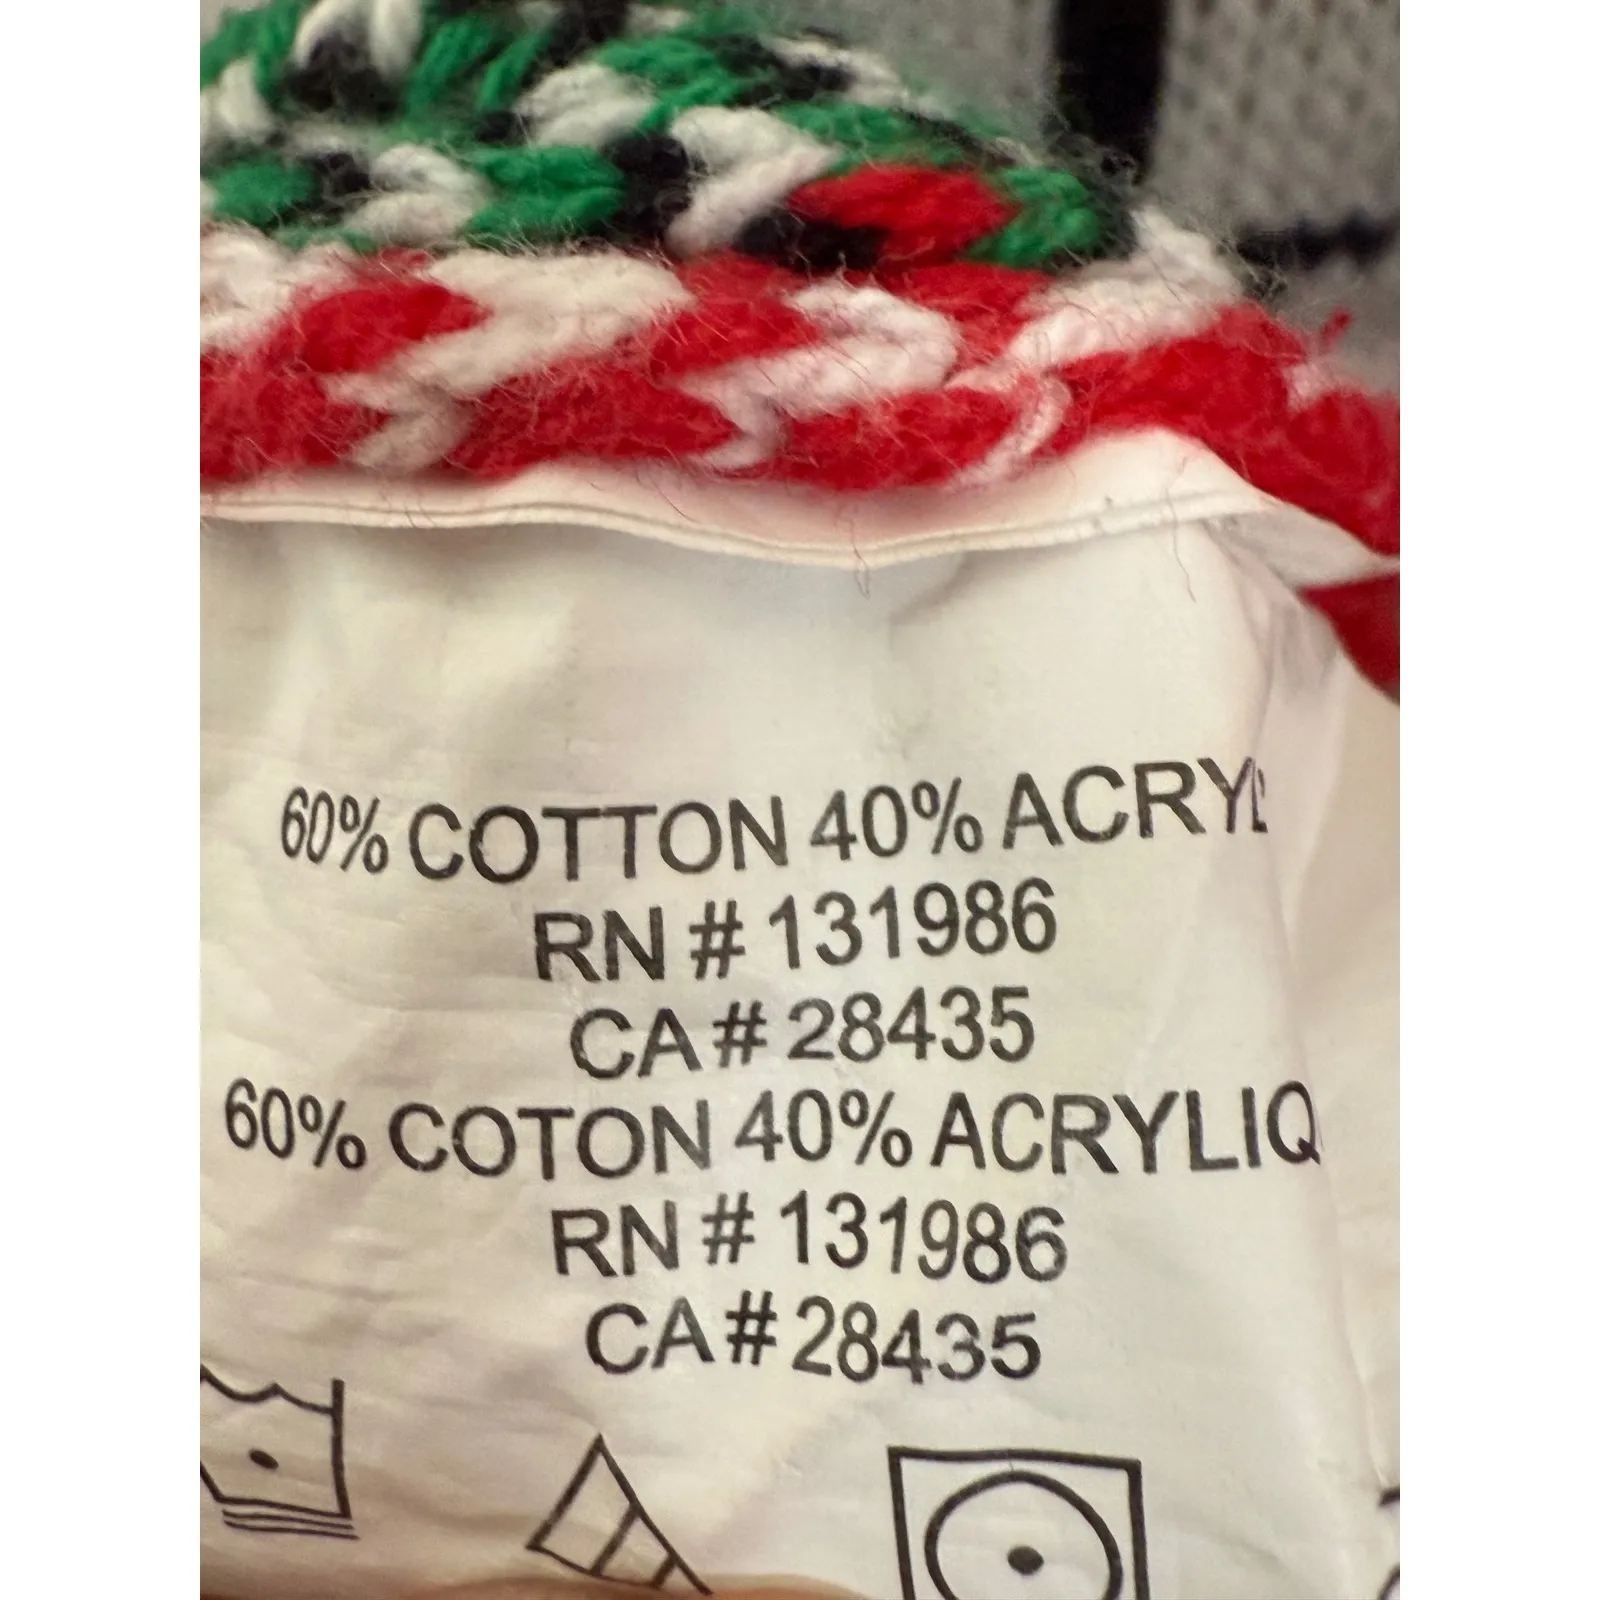 60% COTTON 40% ACRYL
RN # 131986
CA # 28435
60% COTON 40% ACRYLIQ
RN # 131986
CA # 28435